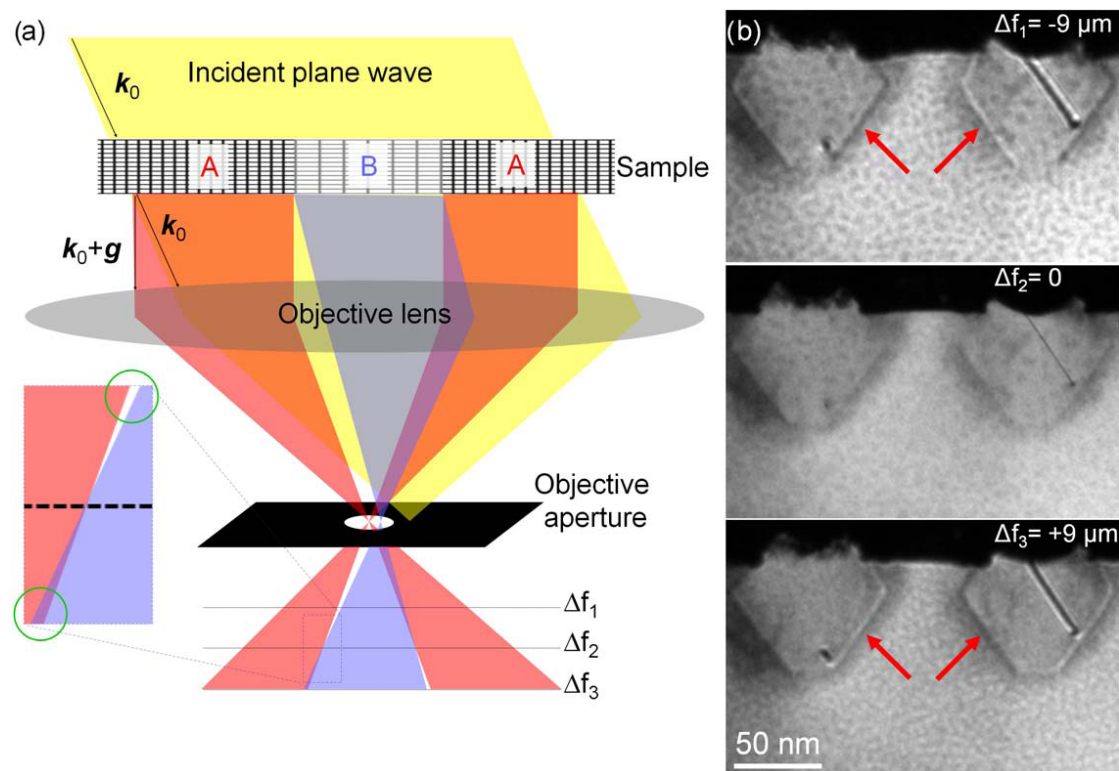 (a)
Incident plane wave
k₀
A
B
A
Sample
k₀
k₀+g
Objective lens
Objective
aperture
Δf₁
Δf₂
Δf₃
(b)
Δf₁= -9 μm
Δf₂= 0
Δf₃= +9 μm
50 nm